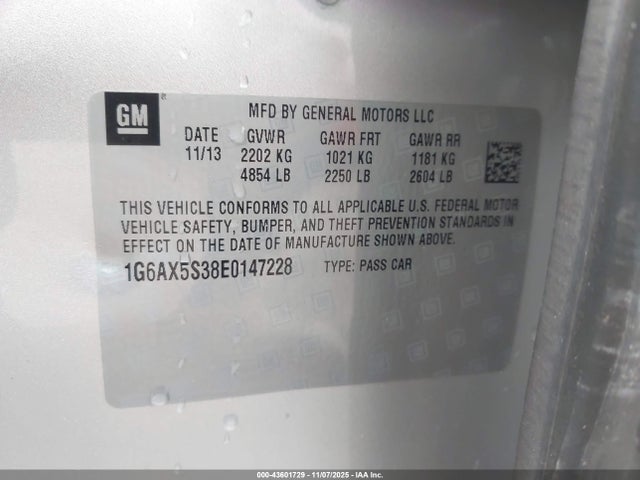 GM
MFD BY GENERAL MOTORS LLC
DATE GVWR GAWR FRT GAWR RR
11/13 2202 KG 1021 KG 1181 KG
4854 LB 2250 LB 2604 LB
THIS VEHICLE CONFORMS TO ALL APPLICABLE U.S. FEDERAL MOTOR
VEHICLE SAFETY, BUMPER, AND THEFT PREVENTION STANDARDS IN
EFFECT ON THE DATE OF MANUFACTURE SHOWN ABOVE.
1G6AX5S38E0147228 TYPE: PASS CAR
000-43601729 - 11/07/2025 - IAA Inc.